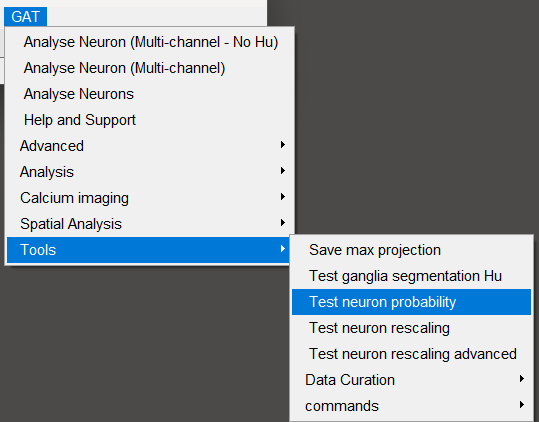 GAT
Analyse Neuron (Multi-channel - No Hu)
Analyse Neuron (Multi-channel)
Analyse Neurons
Help and Support
Advanced
Analysis
Calcium imaging
Spatial Analysis
Tools
Save max projection
Test ganglia segmentation Hu
Test neuron probability
Test neuron rescaling
Test neuron rescaling advanced
Data Curation
commands